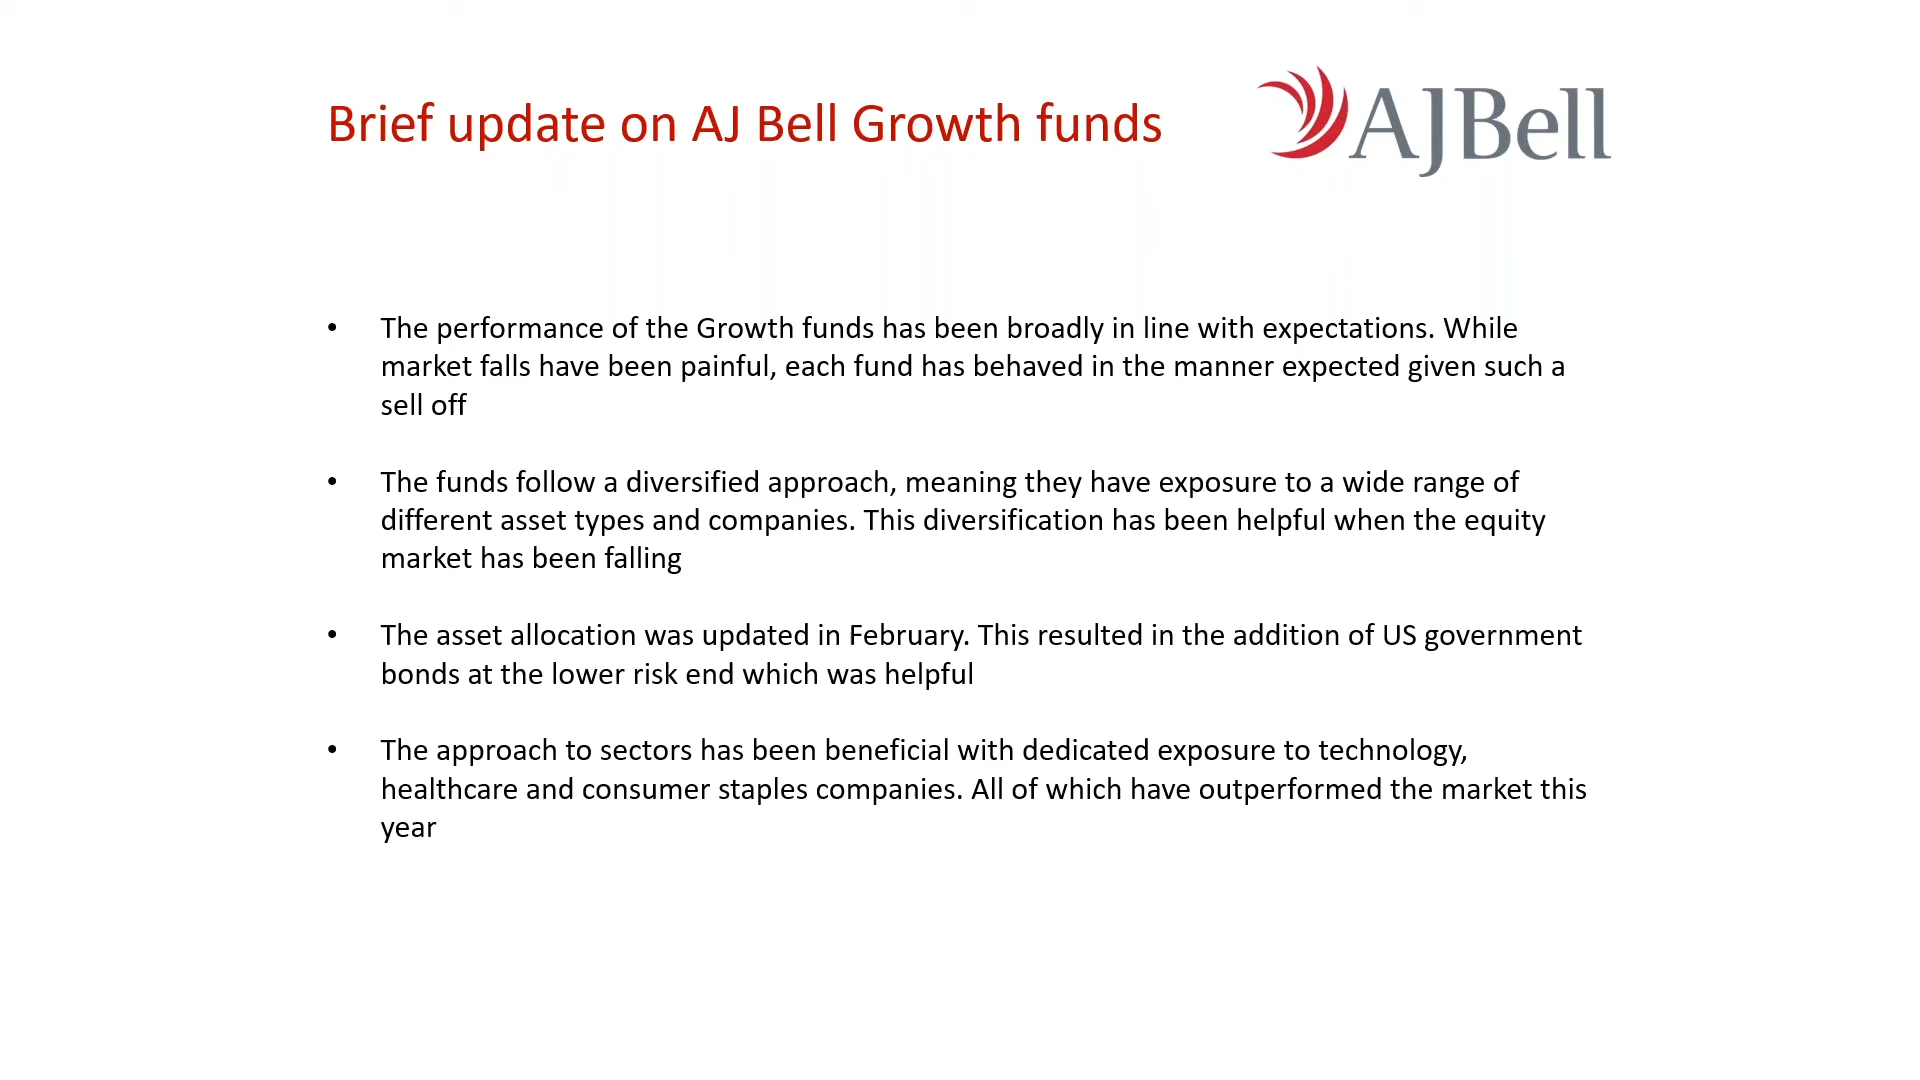 Brief update on AJ Bell Growth funds
AJBell
• The performance of the Growth funds has been broadly in line with expectations. While
market falls have been painful, each fund has behaved in the manner expected given such a
sell off
• The funds follow a diversified approach, meaning they have exposure to a wide range of
different asset types and companies. This diversification has been helpful when the equity
market has been falling
• The asset allocation was updated in February. This resulted in the addition of US government
bonds at the lower risk end which was helpful
• The approach to sectors has been beneficial with dedicated exposure to technology,
healthcare and consumer staples companies. All of which have outperformed the market this
year